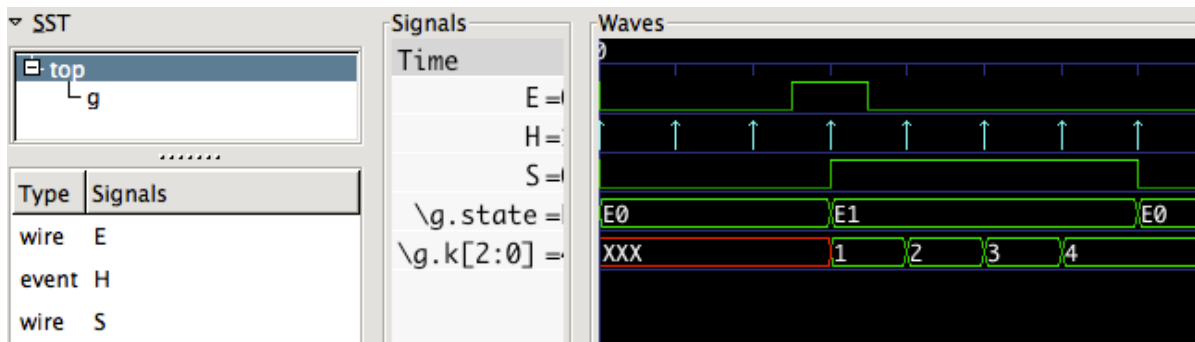 SST
top
g
Type Signals
wire E
event H
wire S
Signals
Time
E =
H =
S =
\g.state =
\g.k[2:0] =
Waves
0
E0 E1 E0
XXX 1 2 3 4